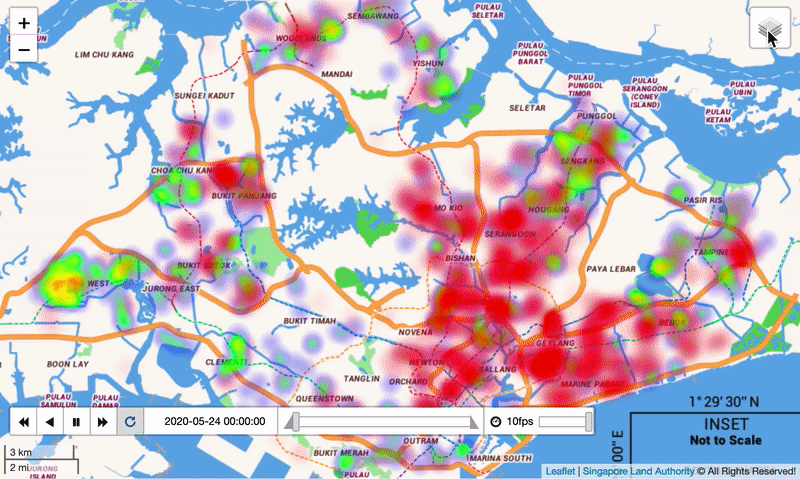 +
−
SEMBAWANG
PULAU
SELETAR
WOODLANDS
LIM CHU KANG
YISHUN
PULAU
PUNGGOL
BARAT
MANDAI
PULAU
PUNGGOL
TIMOR
PULAU
SERANGOON
(CONEY
ISLAND)
PULAU
UBIN
SUNGEI KADUT
SELETAR
PUNGGOL
PULAU
KETAM
SENGKANG
CHOA CHU KANG
BUKIT PANJANG
PASIR RIS
MO KIO
HOUGANG
SERANGOON
TAMPINE
BISHAN
PAYA LEBAR
BUKIT BATOK
WEST
JURONG EAST
BUKIT TIMAH
NOVENA
BEDOK
GEYLANG
CLEMENTI
BOON LAY
NEWTON
KALLANG
TANGLIN
ORCHARD
MARINE PARADE
QUEENSTOWN
PULAU
SAMULUN
PULAU
DAMAR
1° 29' 30" N
2020-05-24 00:00:00
10fps
INSET
Not to Scale
00" E
OUTRAM
BUKIT MERAH
MARINA SOUTH
3 km
2 mi
JURONG
ISLAND
PULAU
Leaflet | Singapore Land Authority © All Rights Reserved!